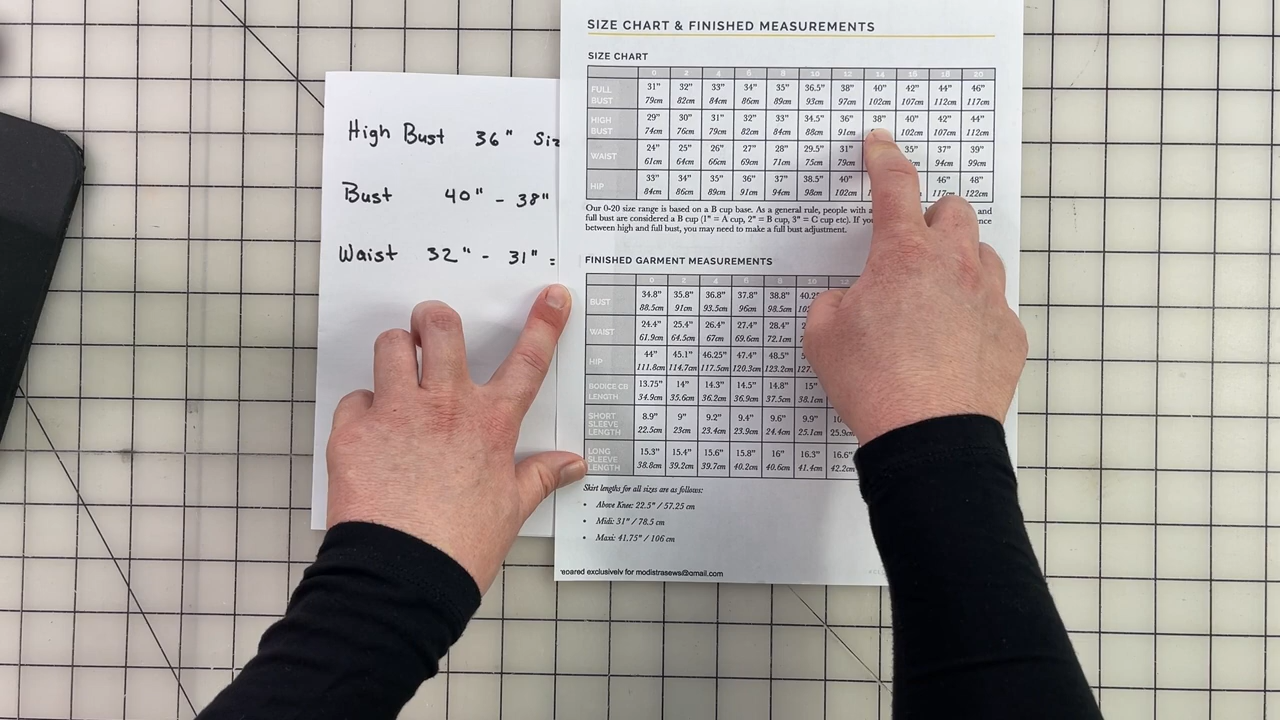 SIZE CHART & FINISHED MEASUREMENTS
SIZE CHART
0 2 4 6 8 10 12 14 16 18 20
FULL BUST 31" 32" 33" 34" 35" 36.5" 38" 40" 42" 44" 46"
79cm 82cm 84cm 86cm 89cm 93cm 97cm 102cm 107cm 112cm 117cm
HIGH BUST 29" 30" 31" 32" 33" 34.5" 36" 38" 40" 42" 44"
74cm 76cm 79cm 82cm 84cm 88cm 91cm 102cm 107cm 112cm
WAIST 24" 25" 26" 27" 28" 29.5" 31" 35" 37" 39"
61cm 64cm 66cm 69cm 71cm 75cm 79cm 94cm 99cm
HIP 33" 34" 35" 36" 37" 38.5" 40" 46" 48"
84cm 86cm 89cm 91cm 94cm 98cm 102cm 117cm 122cm
Our 0-20 size range is based on a B cup base. As a general rule, people with a and
full bust are considered a B cup (1" = A cup, 2" = B cup, 3" = C cup etc). If
between high and full bust, you may need to make a full bust adjustment.
FINISHED GARMENT MEASUREMENTS
0 2 4 6 8 10 12
BUST 34.8" 35.8" 36.8" 37.8" 38.8"
88.5cm 91cm 93.5cm 96cm 98.5cm
WAIST 24.4" 25.4" 26.4" 27.4" 28.4"
61.9cm 64.5cm 67cm 69.6cm 72.1cm
HIP 44" 45.1" 46.25" 47.4" 48.5"
111.8cm 114.7cm 117.5cm 120.3cm 123.2cm
BODICE CB LENGTH 13.75" 14" 14.3" 14.5" 14.8" 15"
34.9cm 35.6cm 36.2cm 36.9cm 37.5cm 38.1cm
SHORT SLEEVE LENGTH 8.9" 9" 9.2" 9.4" 9.6" 9.9"
22.5cm 23cm 23.4cm 23.9cm 24.4cm 25.1cm 25.9cm
LONG SLEEVE LENGTH 15.3" 15.4" 15.6" 15.8" 16" 16.3" 16.6"
38.8cm 39.2cm 39.7cm 40.2cm 40.6cm 41.4cm 42.2cm
Skirt lengths for all sizes are as follows:
• Above Knee: 22.5" / 57.25 cm
• Midi: 31" / 78.5 cm
• Maxi: 41.75" / 106 cm
exclusively for modistrasews@gmail.com
High Bust 36"
Bust 40" - 38"
Waist 32" - 31" =